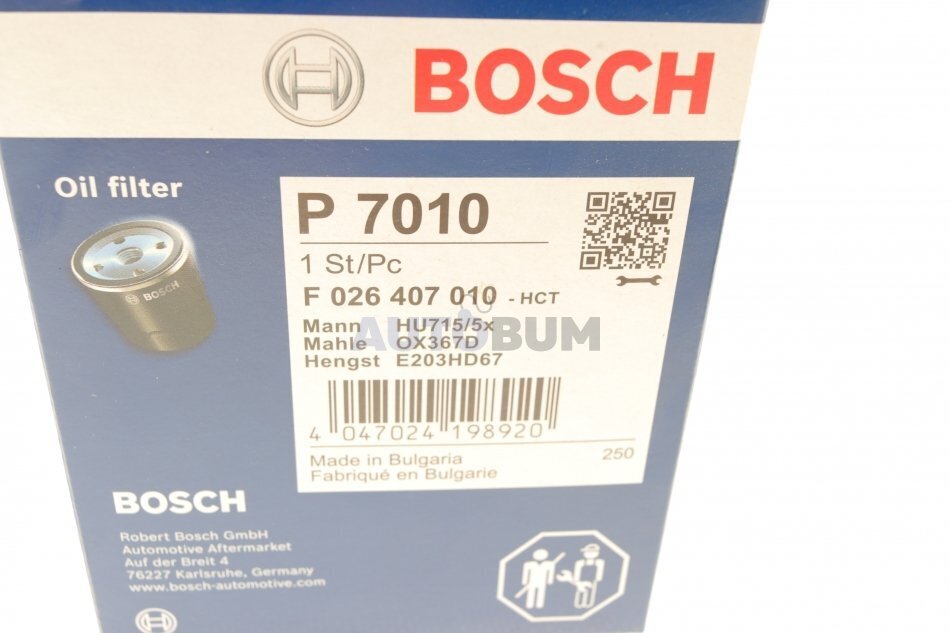 BOSCH
Oil filter
BOSCH
P 7010
1 St/Pc
F 026 407 010 - HCT
Mann HU715/5x
Mahle OX367D
Hengst E203HD67
AUTOBUM
4 047024 198920
Made in Bulgaria 250
Fabriqué en Bulgarie
BOSCH
Robert Bosch GmbH
Automotive Aftermarket
Auf der Breit 4
76227 Karlsruhe, Germany
www.bosch-automotive.com